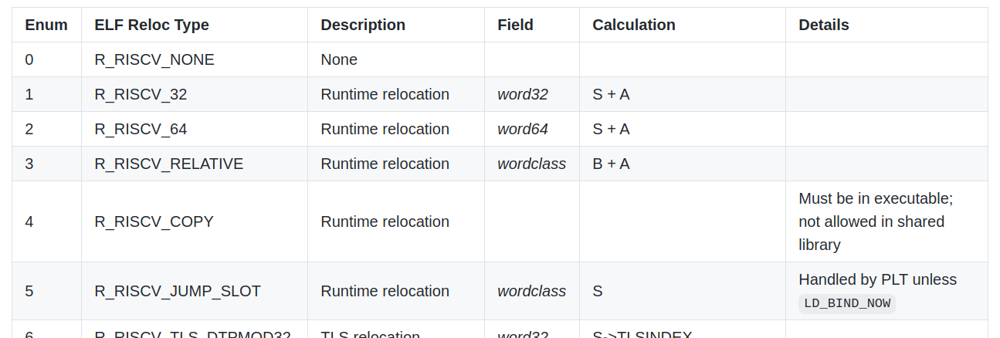 Enum ELF Reloc Type Description Field Calculation Details
0 R_RISCV_NONE None
1 R_RISCV_32 Runtime relocation word32 S + A
2 R_RISCV_64 Runtime relocation word64 S + A
3 R_RISCV_RELATIVE Runtime relocation wordclass B + A
4 R_RISCV_COPY Runtime relocation Must be in executable;
not allowed in shared
library
5 R_RISCV_JUMP_SLOT Runtime relocation wordclass S Handled by PLT unless
LD_BIND_NOW
6 R_RISCV_TLS_DTPMOD32 TLS relocation word32 S->TLSINDEX